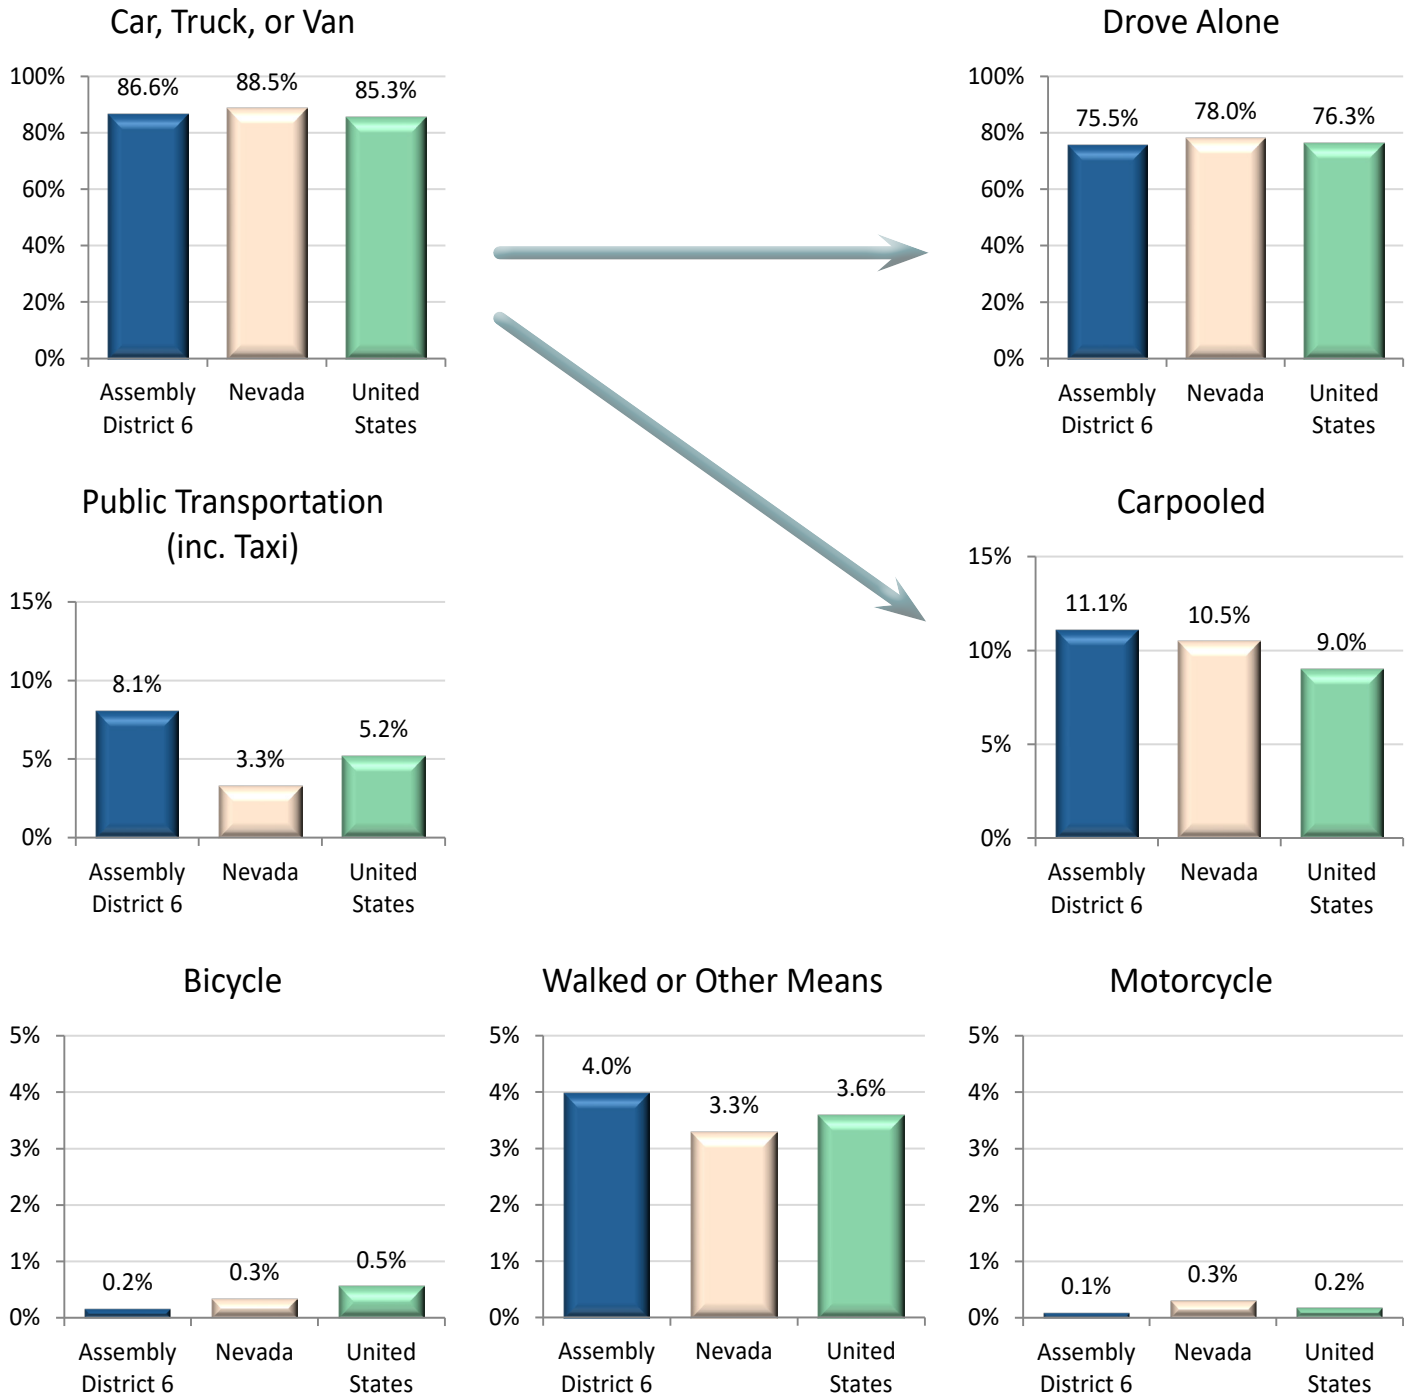 Car, Truck, or Van
100%
80%
60%
40%
20%
0%
86.6%
88.5%
85.3%
Assembly
District 6
Nevada
United
States
Drove Alone
100%
80%
60%
40%
20%
0%
75.5%
78.0%
76.3%
Assembly
District 6
Nevada
United
States
Public Transportation
(inc. Taxi)
15%
10%
5%
0%
8.1%
3.3%
5.2%
Assembly
District 6
Nevada
United
States
Carpooled
15%
10%
5%
0%
11.1%
10.5%
9.0%
Assembly
District 6
Nevada
United
States
Bicycle
5%
4%
3%
2%
1%
0%
0.2%
0.3%
0.5%
Assembly
District 6
Nevada
United
States
Walked or Other Means
5%
4%
3%
2%
1%
0%
4.0%
3.3%
3.6%
Assembly
District 6
Nevada
United
States
Motorcycle
5%
4%
3%
2%
1%
0%
0.1%
0.3%
0.2%
Assembly
District 6
Nevada
United
States